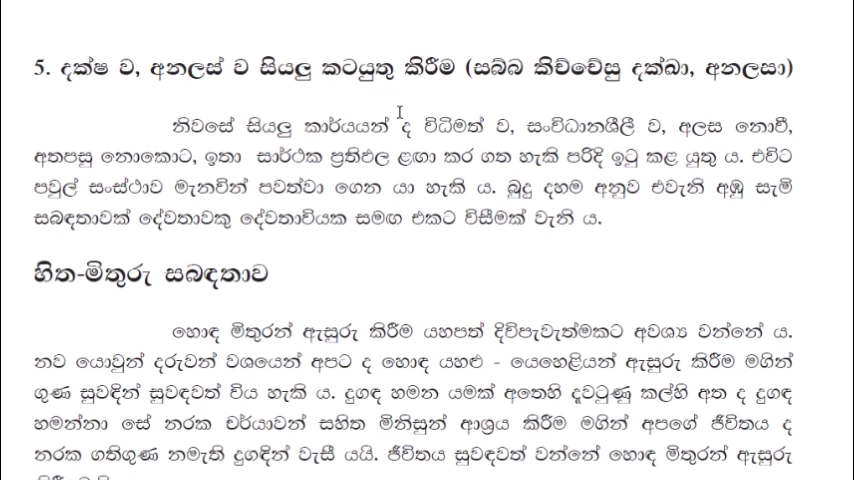 5. දක්ෂ ව, අනලස් ව සියලු කටයුතු කිරීම (සබ්බ කිච්චේසු දක්ඛා, අනලසා)
නිවසේ සියලු කාර්යයන් ද විධිමත් ව, සංවිධානශීලී ව, අලස නොවී,
අතපසු නොකොට, ඉතා සාර්ථක ප්‍රතිඵල ළඟා කර ගත හැකි පරිදි ඉටු කළ යුතු ය. එවිට
පවුල් සංස්ථාව මැනවින් පවත්වා ගෙන යා හැකි ය. බුදු දහම අනුව එවැනි අඹු සැමි
සබඳතාවක් දේවතාවකු දේවතාවියක සමඟ එකට විසීමක් වැනි ය.
හිත-මිතුරු සබඳතාව
හොඳ මිතුරන් ඇසුරු කිරීම යහපත් දිවිපැවැත්මකට අවශ්‍ය වන්නේ ය.
නව යොවුන් දරුවන් වශයෙන් අපට ද හොඳ යහළු - යෙහෙළියන් ඇසුරු කිරීම මගින්
ගුණ සුවඳින් සුවඳවත් විය හැකි ය. දුගඳ හමන යමක් අතෙහි දැවටුණු කල්හි අත ද දුගඳ
හමන්නා සේ නරක චර්යාවන් සහිත මිනිසුන් ආශ්‍රය කිරීම මගින් අපගේ ජීවිතය ද
නරක ගතිගුණ නමැති දුගඳින් වැසී යයි. ජීවිතය සුවඳවත් වන්නේ හොඳ මිතුරන් ඇසුරු